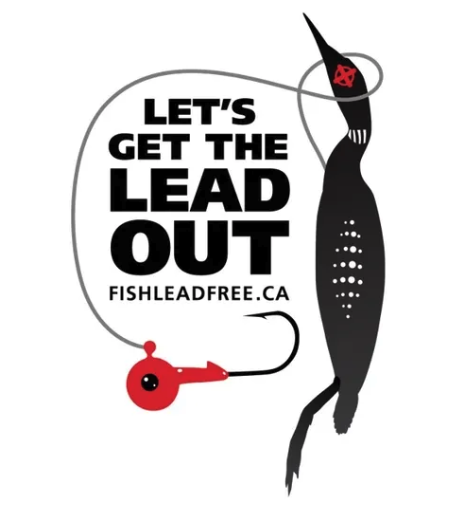 LET'S
GET THE
LEAD
OUT
FISHLEADFREE.CA